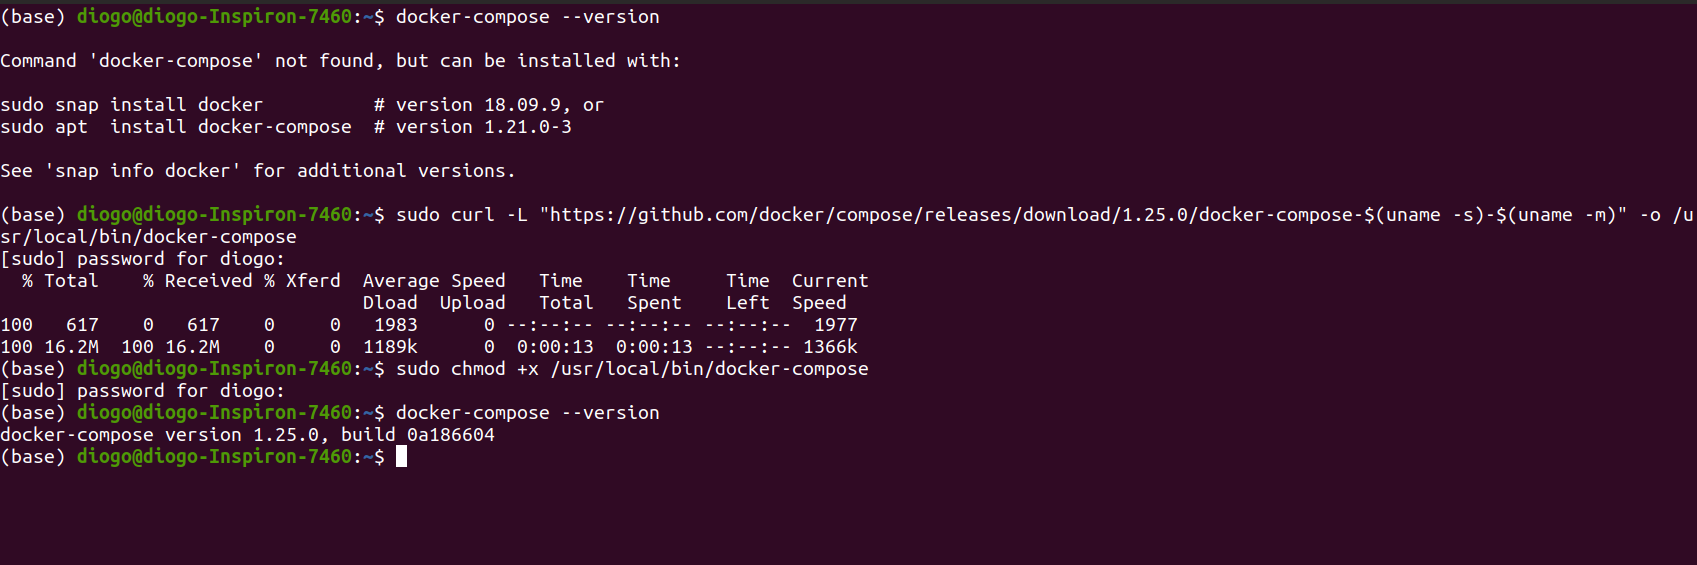 (base) diogo@diogo-Inspiron-7460:~$ docker-compose --version
Command 'docker-compose' not found, but can be installed with:
sudo snap install docker          # version 18.09.9, or
sudo apt  install docker-compose  # version 1.21.0-3
See 'snap info docker' for additional versions.
(base) diogo@diogo-Inspiron-7460:~$ sudo curl -L "https://github.com/docker/compose/releases/download/1.25.0/docker-compose-$(uname -s)-$(uname -m)" -o /u
sr/local/bin/docker-compose
[sudo] password for diogo:
  % Total    % Received % Xferd  Average Speed   Time    Time     Time  Current
                                 Dload  Upload   Total   Spent    Left  Speed
100   617    0   617    0     0   1983      0 --:--:-- --:--:-- --:--:--  1977
100 16.2M  100 16.2M    0     0  1189k      0  0:00:13  0:00:13 --:--:-- 1366k
(base) diogo@diogo-Inspiron-7460:~$ sudo chmod +x /usr/local/bin/docker-compose
[sudo] password for diogo:
(base) diogo@diogo-Inspiron-7460:~$ docker-compose --version
docker-compose version 1.25.0, build 0a186604
(base) diogo@diogo-Inspiron-7460:~$